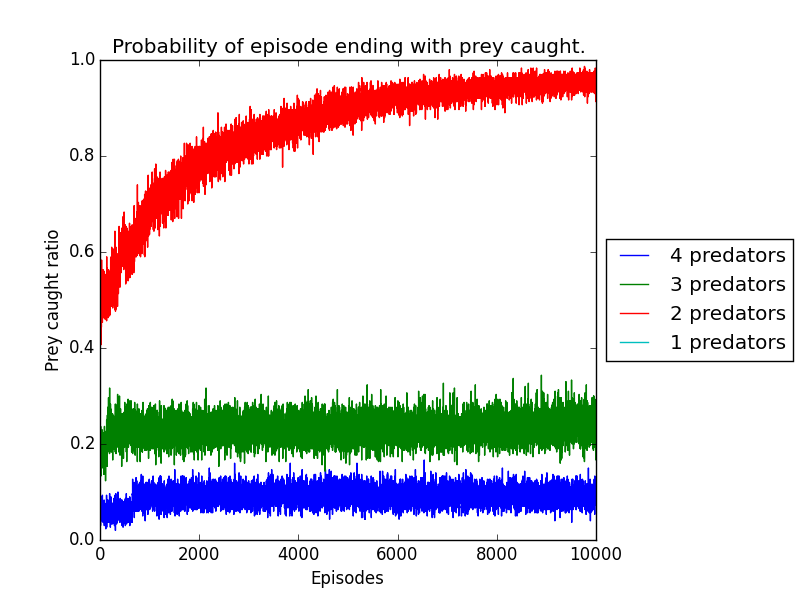 Probability of episode ending with prey caught.
1.0
0.8
0.6
0.4
0.2
0.0
Prey caught ratio
0 2000 4000 6000 8000 10000
Episodes
4 predators
3 predators
2 predators
1 predators